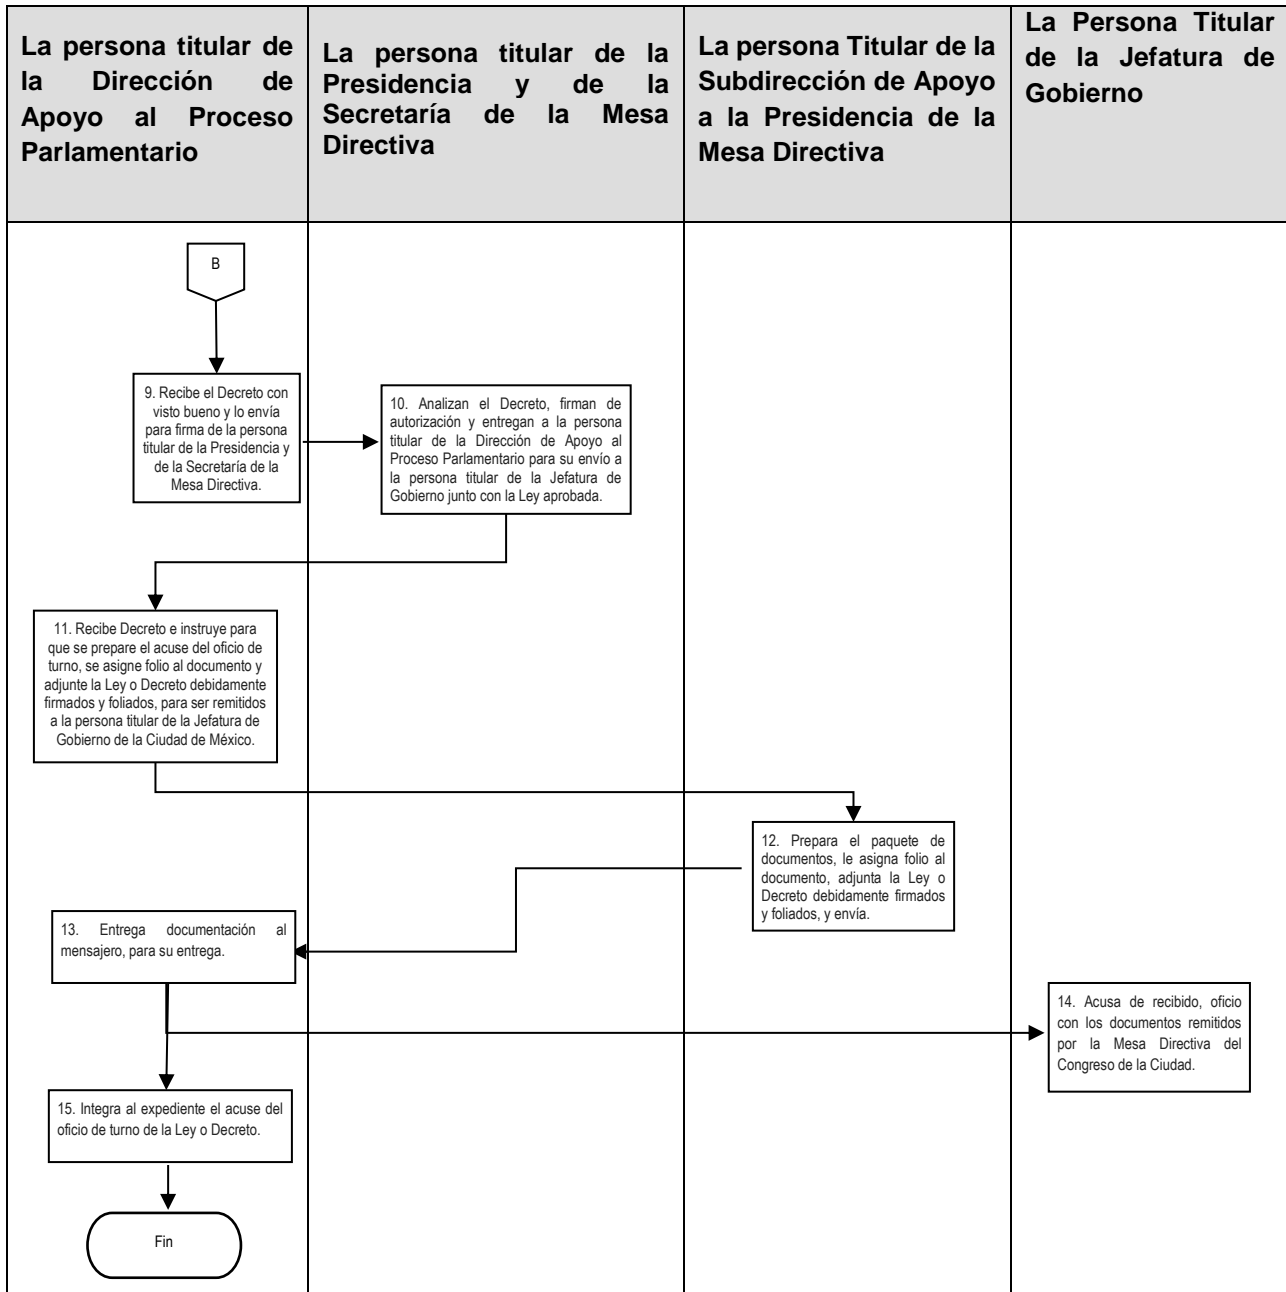 La persona titular de
la Dirección de
Apoyo al Proceso
Parlamentario
La persona titular de la
Presidencia y de la
Secretaría de la Mesa
Directiva
La persona Titular de la
Subdirección de Apoyo
a la Presidencia de la
Mesa Directiva
La Persona Titular
de la Jefatura de
Gobierno
B
9. Recibe el Decreto con
visto bueno y lo envía
para firma de la persona
titular de la Presidencia y
de la Secretaría de la
Mesa Directiva.
10. Analizan el Decreto, firman de
autorización y entregan a la persona
titular de la Dirección de Apoyo al
Proceso Parlamentario para su envío a
la persona titular de la Jefatura de
Gobierno junto con la Ley aprobada.
11. Recibe Decreto e instruye para
que se prepare el acuse del oficio de
turno, se asigne folio al documento y
adjunte la Ley o Decreto debidamente
firmados y foliados, para ser remitidos
a la persona titular de la Jefatura de
Gobierno de la Ciudad de México.
12. Prepara el paquete de
documentos, le asigna folio al
documento, adjunta la Ley o
Decreto debidamente firmados
y foliados, y envía.
13. Entrega documentación al
mensajero, para su entrega.
14. Acusa de recibido, oficio
con los documentos remitidos
por la Mesa Directiva del
Congreso de la Ciudad.
15. Integra al expediente el acuse del
oficio de turno de la Ley o Decreto.
Fin